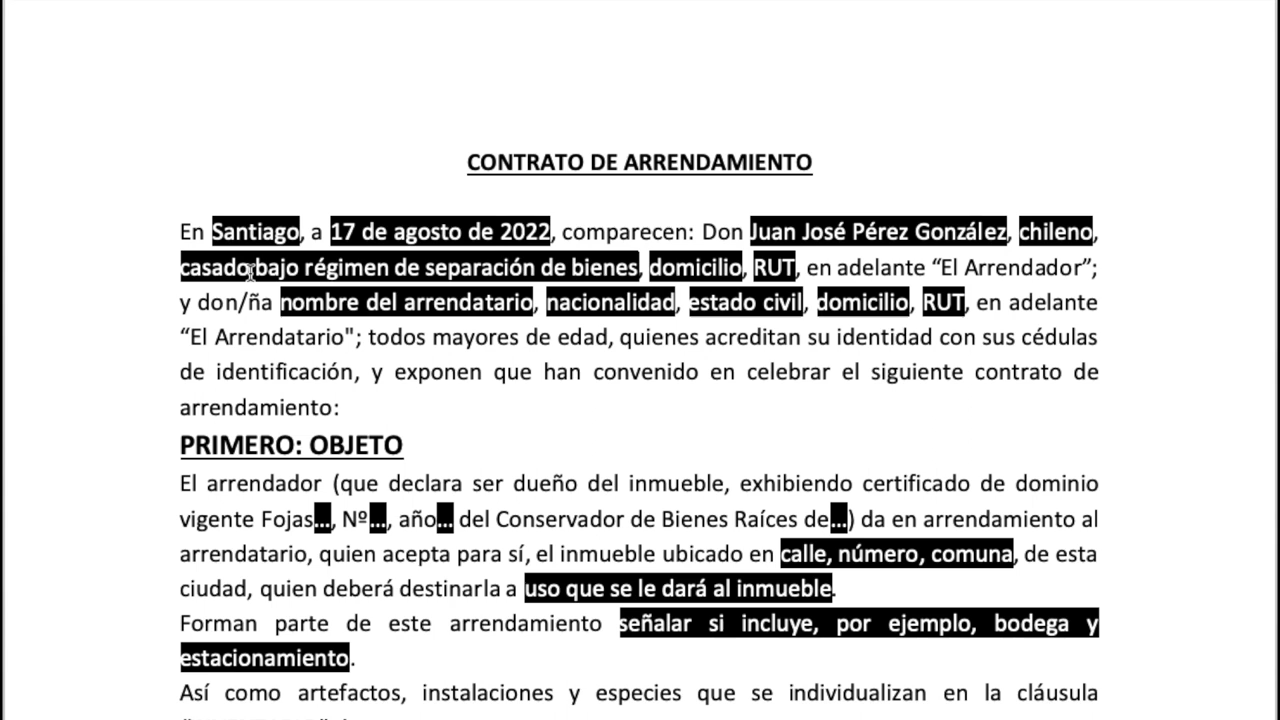 CONTRATO DE ARRENDAMIENTO
En Santiago, a 17 de agosto de 2022, comparecen: Don Juan José Pérez González, chileno,
casado bajo régimen de separación de bienes, domicilio, RUT, en adelante “El Arrendador”;
y don/ña nombre del arrendatario, nacionalidad, estado civil, domicilio, RUT, en adelante
“El Arrendatario"; todos mayores de edad, quienes acreditan su identidad con sus cédulas
de identificación, y exponen que han convenido en celebrar el siguiente contrato de
arrendamiento:
PRIMERO: OBJETO
El arrendador (que declara ser dueño del inmueble, exhibiendo certificado de dominio
vigente Fojas…, Nº…, año… del Conservador de Bienes Raíces de…) da en arrendamiento al
arrendatario, quien acepta para sí, el inmueble ubicado en calle, número, comuna, de esta
ciudad, quien deberá destinarla a uso que se le dará al inmueble.
Forman parte de este arrendamiento señalar si incluye, por ejemplo, bodega y
estacionamiento.
Así como artefactos, instalaciones y especies que se individualizan en la cláusula